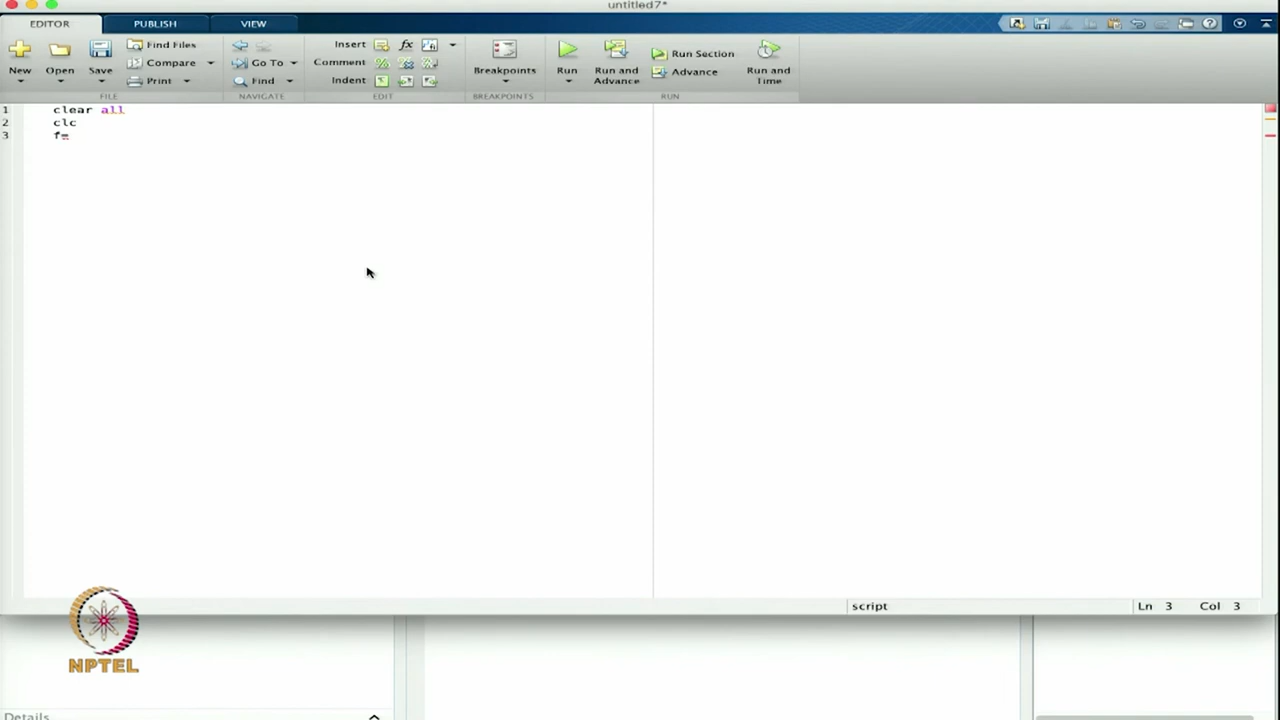 untitled7*
EDITOR PUBLISH VIEW
New Open Save Find Files Compare Print
Insert fx
Comment
Indent
Go To
Find
Breakpoints
Run Run and Advance Run Section Advance Run and Time
FILE NAVIGATE EDIT BREAKPOINTS RUN
1 clear all
2 clc
3 f=
script Ln 3 Col 3
NPTEL
Details